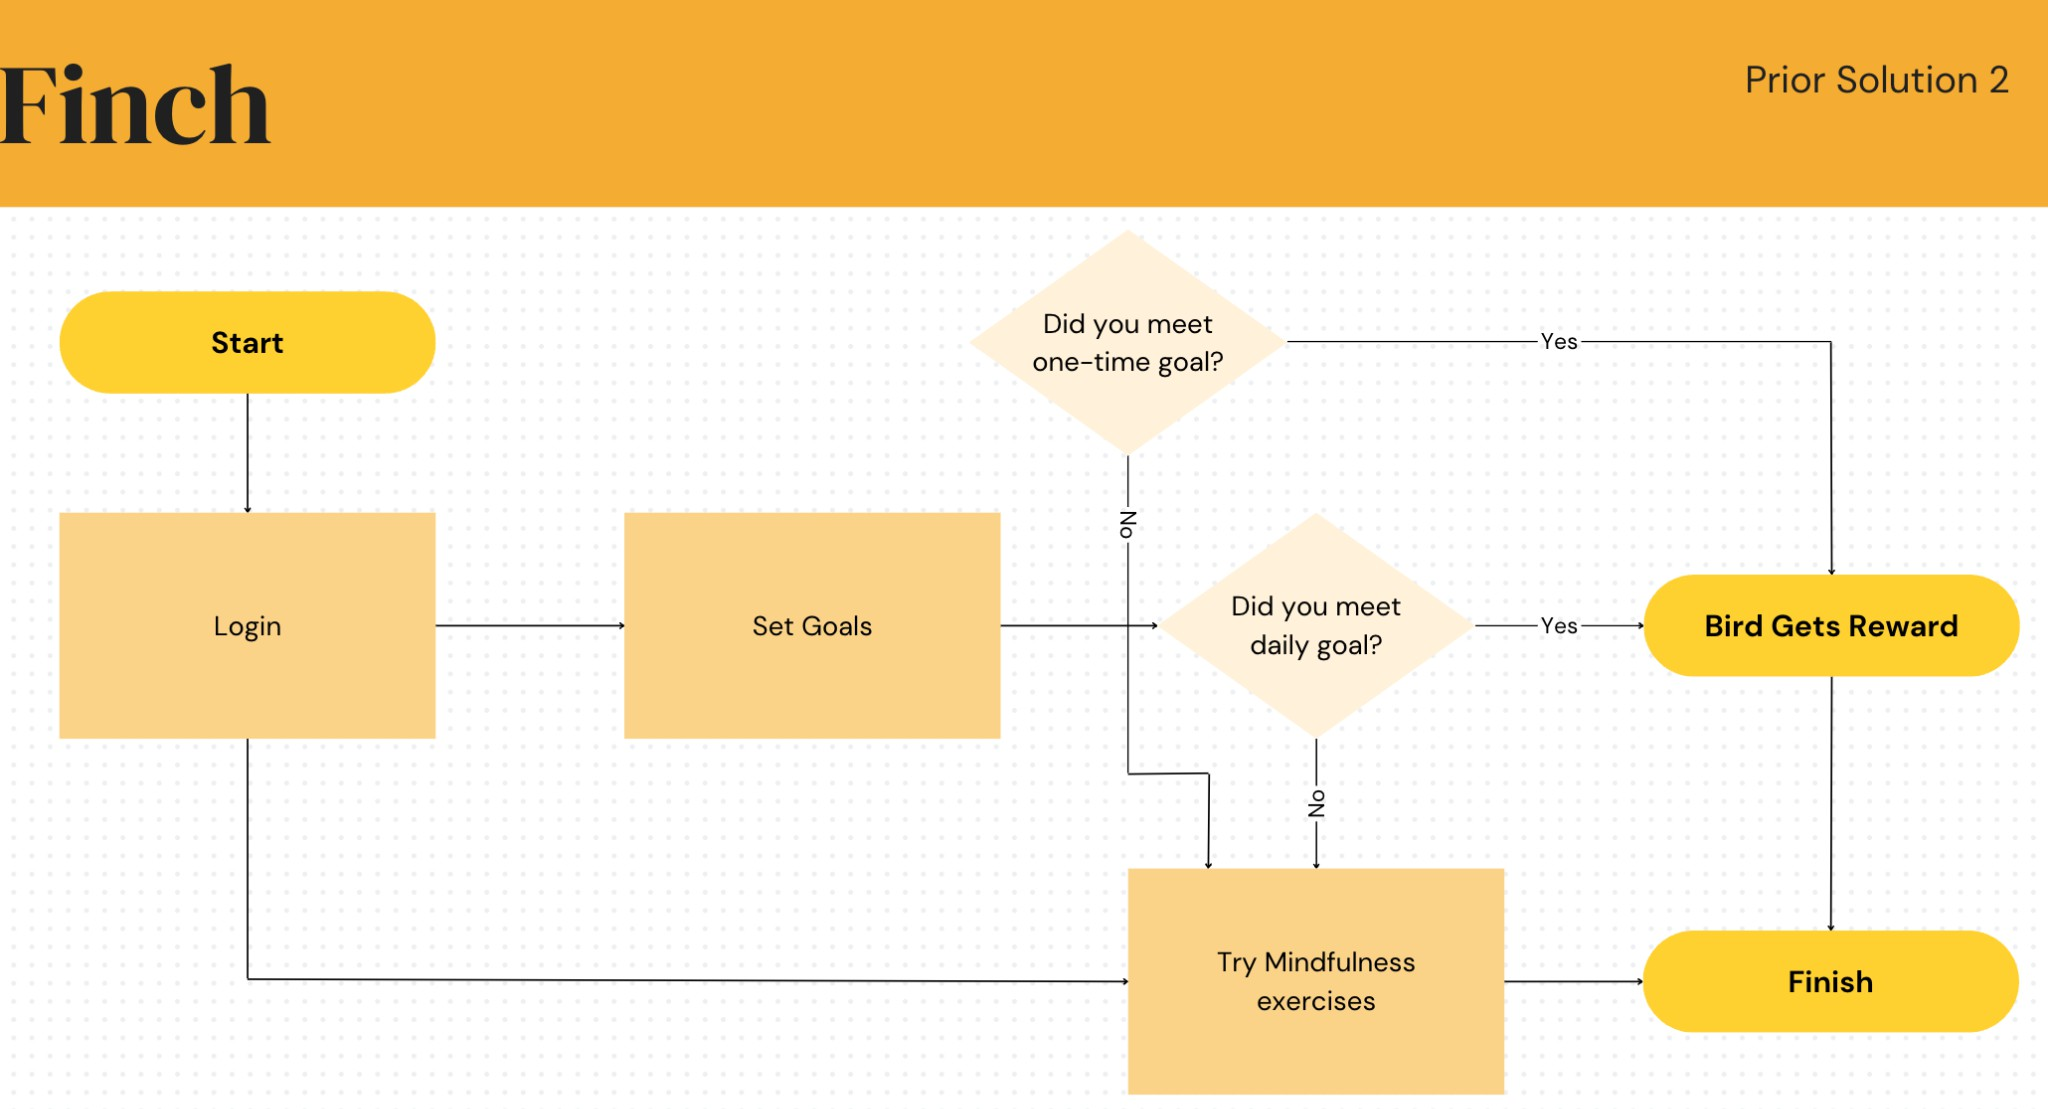 Finch
Prior Solution 2
Start
Did you meet
one-time goal?
Yes
No
Login
Set Goals
Did you meet
daily goal?
Yes
Bird Gets Reward
No
Try Mindfulness
exercises
Finish